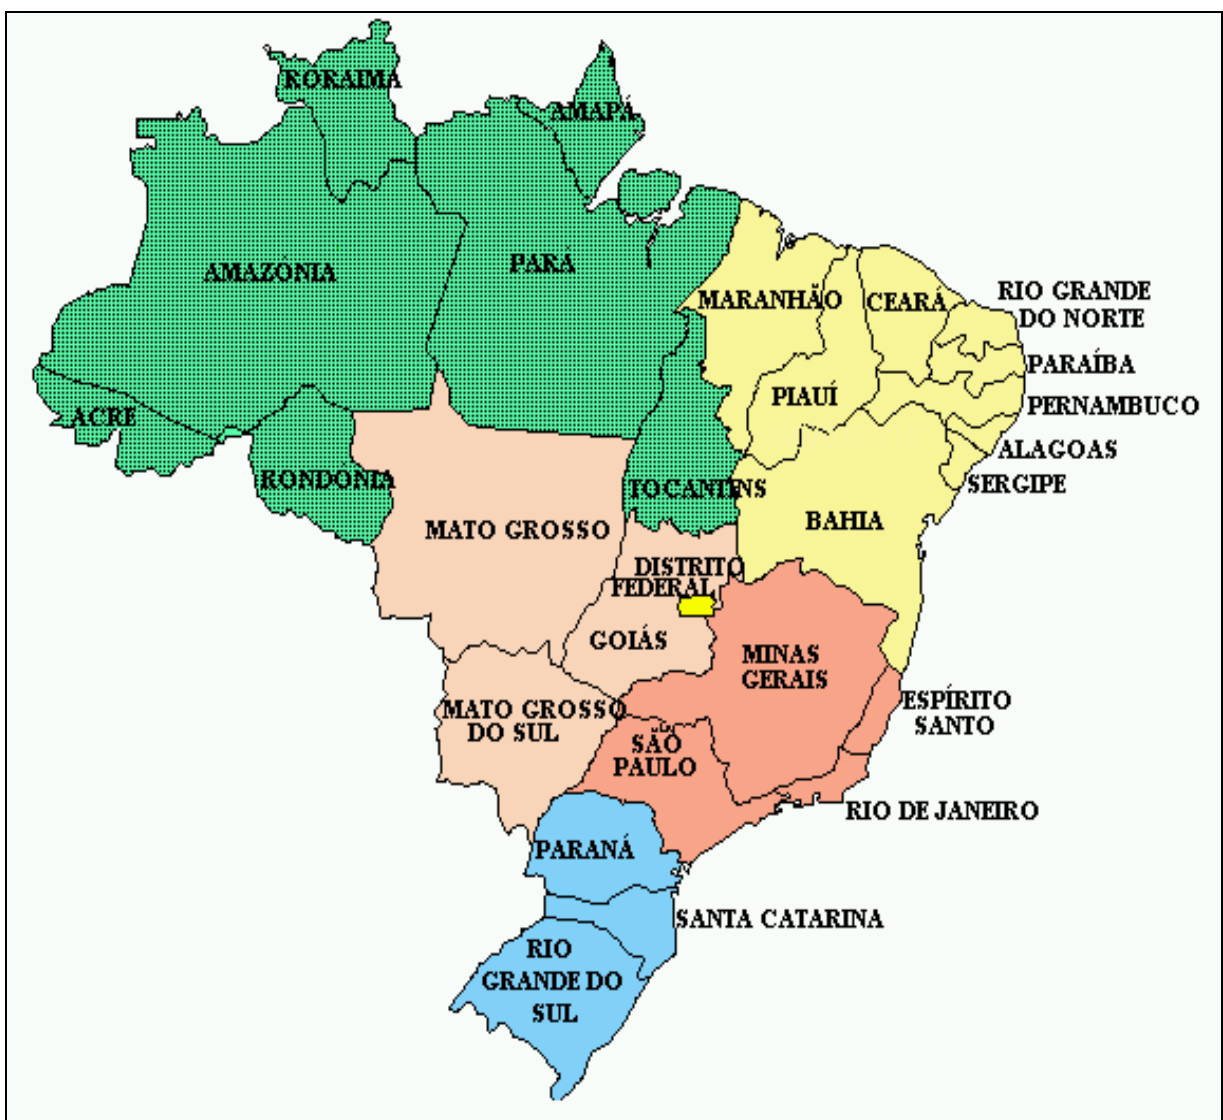 RORAIMA
AMAPÁ
AMAZÓNIA
PARÁ
MARANHÃO
CEARÁ
RIO GRANDE
DO NORTE
PARAÍBA
PIAUÍ
PERNAMBUCO
ACRE
ALAGOAS
RONDONIA
TOCANTINS
SERGIPE
MATO GROSSO
BAHIA
DISTRITO
FEDERAL
GOIÁS
MINAS
GERAIS
ESPÍRITO
SANTO
MATO GROSSO
DO SUL
SÃO
PAULO
RIO DE JANEIRO
PARANÁ
SANTA CATARINA
RIO
GRANDE DO
SUL